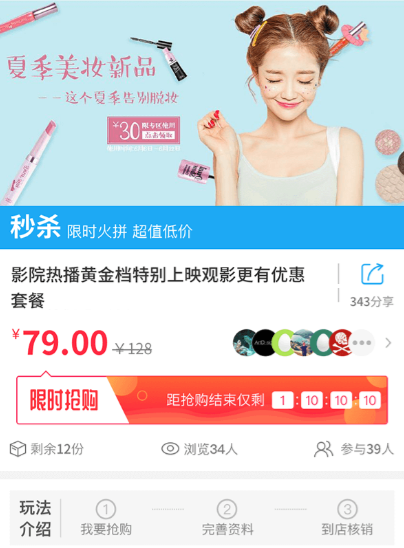 夏季美妆新品
－－这个夏季告别脱妆
¥30
点击领取
秒杀 限时火拼 超值低价
影院热播黄金档特别上映观影更有优惠
套餐
343分享
¥79.00 ¥128
限时抢购 距抢购结束仅剩 1:10:10:10
剩余12份 浏览34人 参与39人
玩法
介绍
1 2 3
我要抢购 完善资料 到店核销